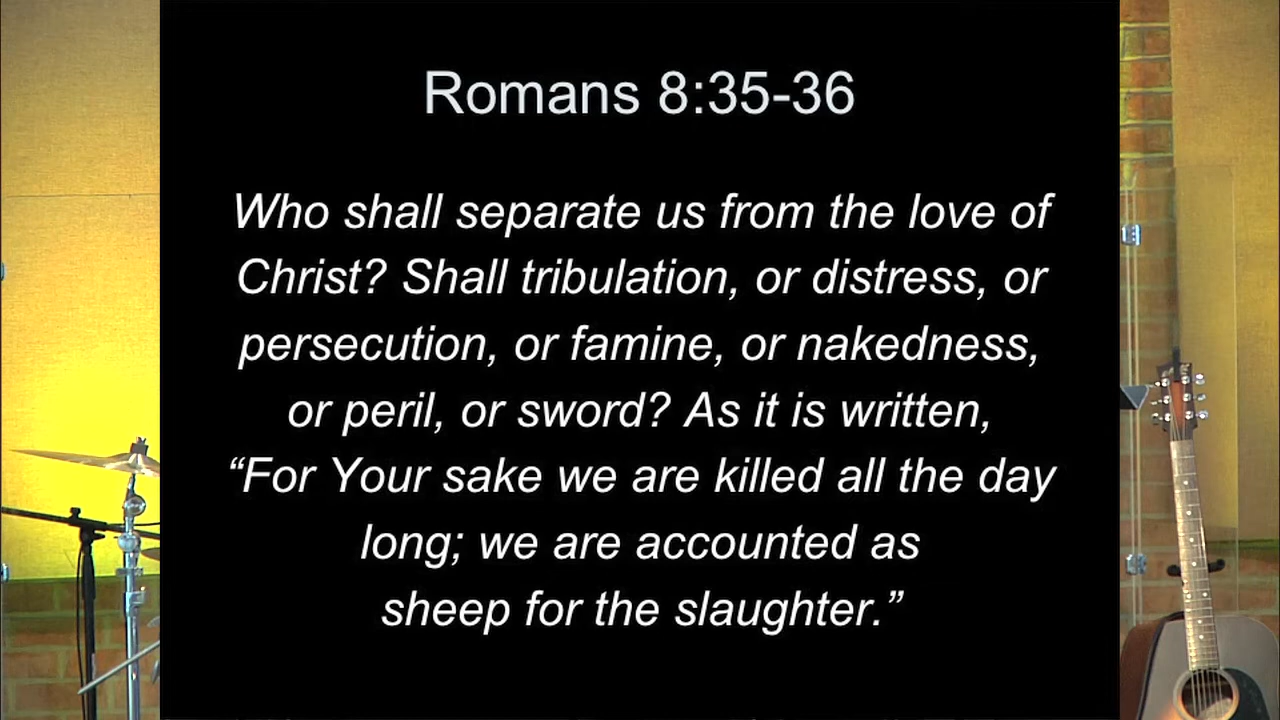 Romans 8:35-36
Who shall separate us from the love of
Christ? Shall tribulation, or distress, or
persecution, or famine, or nakedness,
or peril, or sword? As it is written,
“For Your sake we are killed all the day
long; we are accounted as
sheep for the slaughter.”